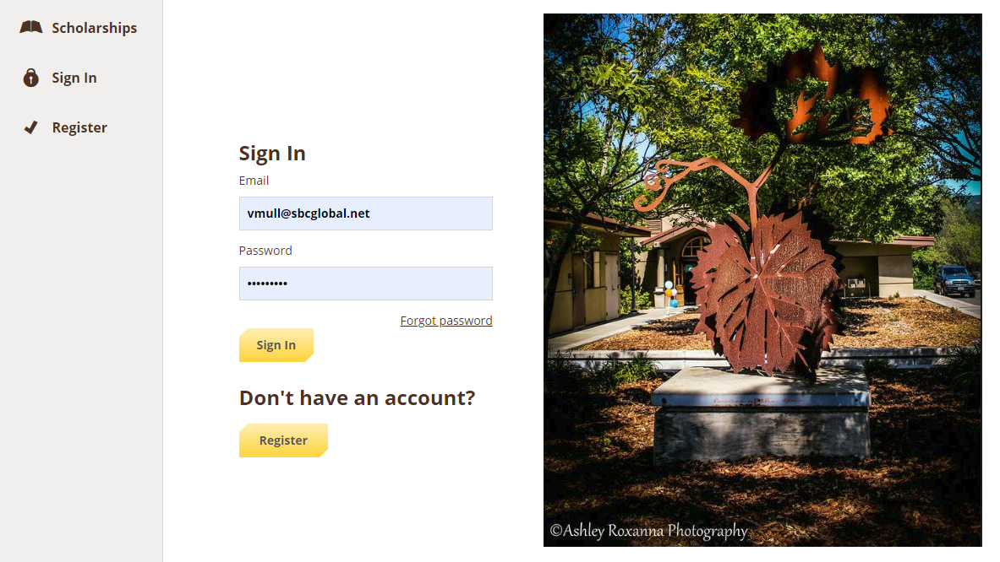 Scholarships
Sign In
Register
Sign In
Email
vmull@sbcglobal.net
Password
•••••••••
Forgot password
Sign In
Don't have an account?
Register
©Ashley Roxanna Photography